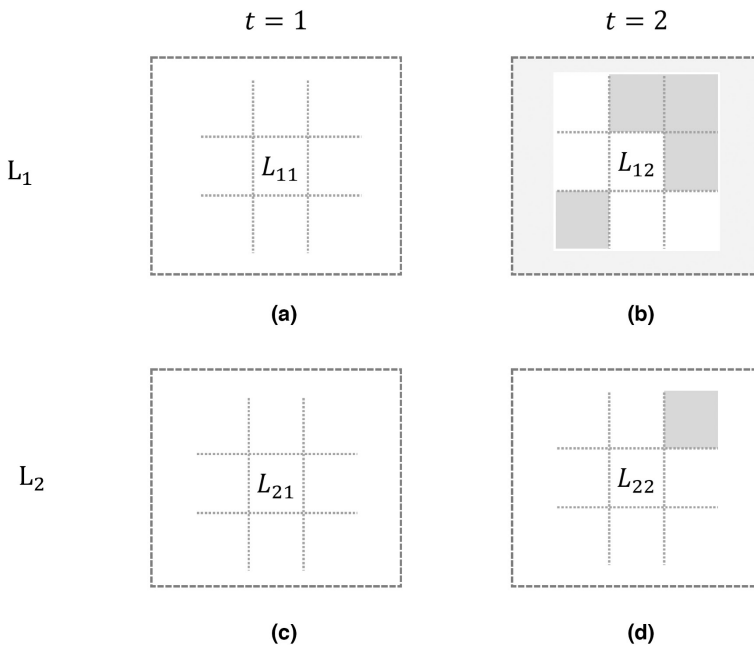 t = 1 t = 2
L₁ L₁₁ L₁₂
(a) (b)
L₂ L₂₁ L₂₂
(c) (d)